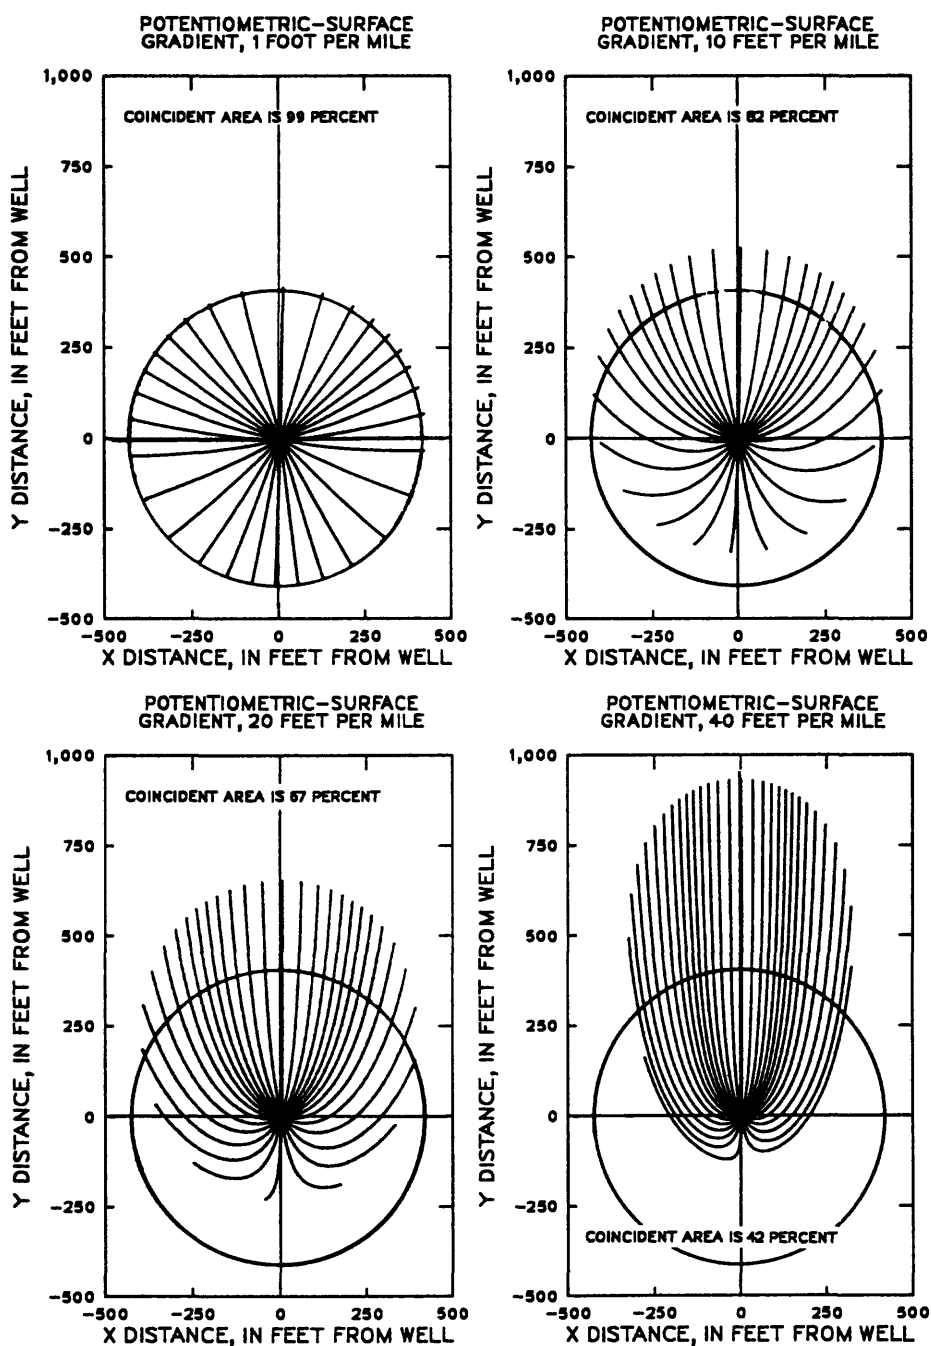 POTENTIOMETRIC-SURFACE
GRADIENT, 1 FOOT PER MILE
COINCIDENT AREA IS 99 PERCENT
1,000
750
500
250
0
-250
-500
Y DISTANCE, IN FEET FROM WELL
-500
-250
0
250
500
X DISTANCE, IN FEET FROM WELL
POTENTIOMETRIC-SURFACE
GRADIENT, 10 FEET PER MILE
COINCIDENT AREA IS 82 PERCENT
1,000
750
500
250
0
-250
-500
Y DISTANCE, IN FEET FROM WELL
-500
-250
0
250
500
X DISTANCE, IN FEET FROM WELL
POTENTIOMETRIC-SURFACE
GRADIENT, 20 FEET PER MILE
COINCIDENT AREA IS 67 PERCENT
1,000
750
500
250
0
-250
-500
Y DISTANCE, IN FEET FROM WELL
-500
-250
0
250
500
X DISTANCE, IN FEET FROM WELL
POTENTIOMETRIC-SURFACE
GRADIENT, 40 FEET PER MILE
1,000
750
500
250
0
-250
-500
Y DISTANCE, IN FEET FROM WELL
COINCIDENT AREA IS 42 PERCENT
-500
-250
0
250
500
X DISTANCE, IN FEET FROM WELL